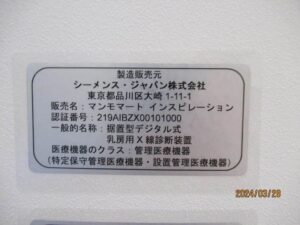 製造販売元
シーメンス・ジャパン株式会社
東京都品川区大崎 1-11-1
販売名：マンモマート インスピレーション
認証番号：219AIBZX00101000
一般的名称：据置型デジタル式
乳房用X線診断装置
医療機器のクラス：管理医療機器
(特定保守管理医療機器・設置管理医療機器)
2024/03/28